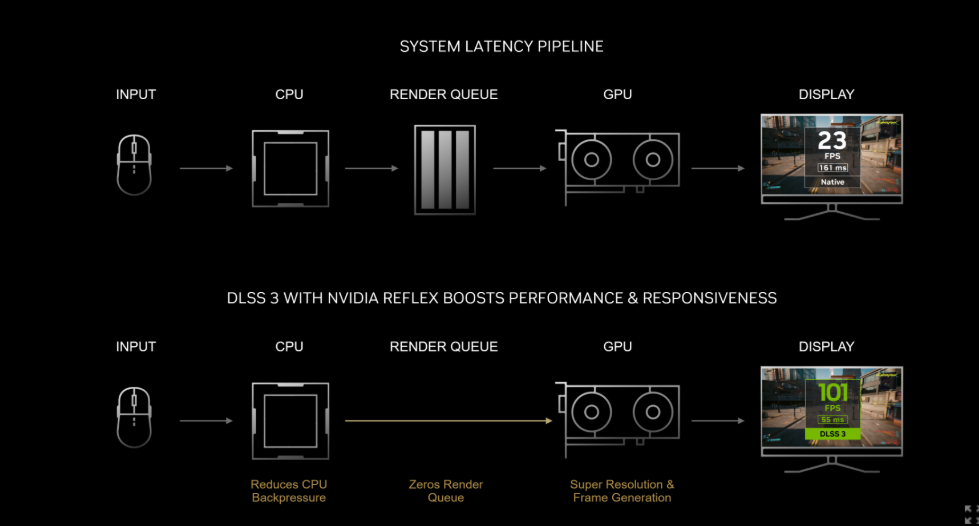 SYSTEM LATENCY PIPELINE
INPUT
CPU
RENDER QUEUE
GPU
DISPLAY
23
FPS
161 ms
Native
DLSS 3 WITH NVIDIA REFLEX BOOSTS PERFORMANCE & RESPONSIVENESS
INPUT
CPU
RENDER QUEUE
GPU
DISPLAY
101
FPS
55 ms
DLSS 3
Reduces CPU
Backpressure
Zeros Render
Queue
Super Resolution &
Frame Generation